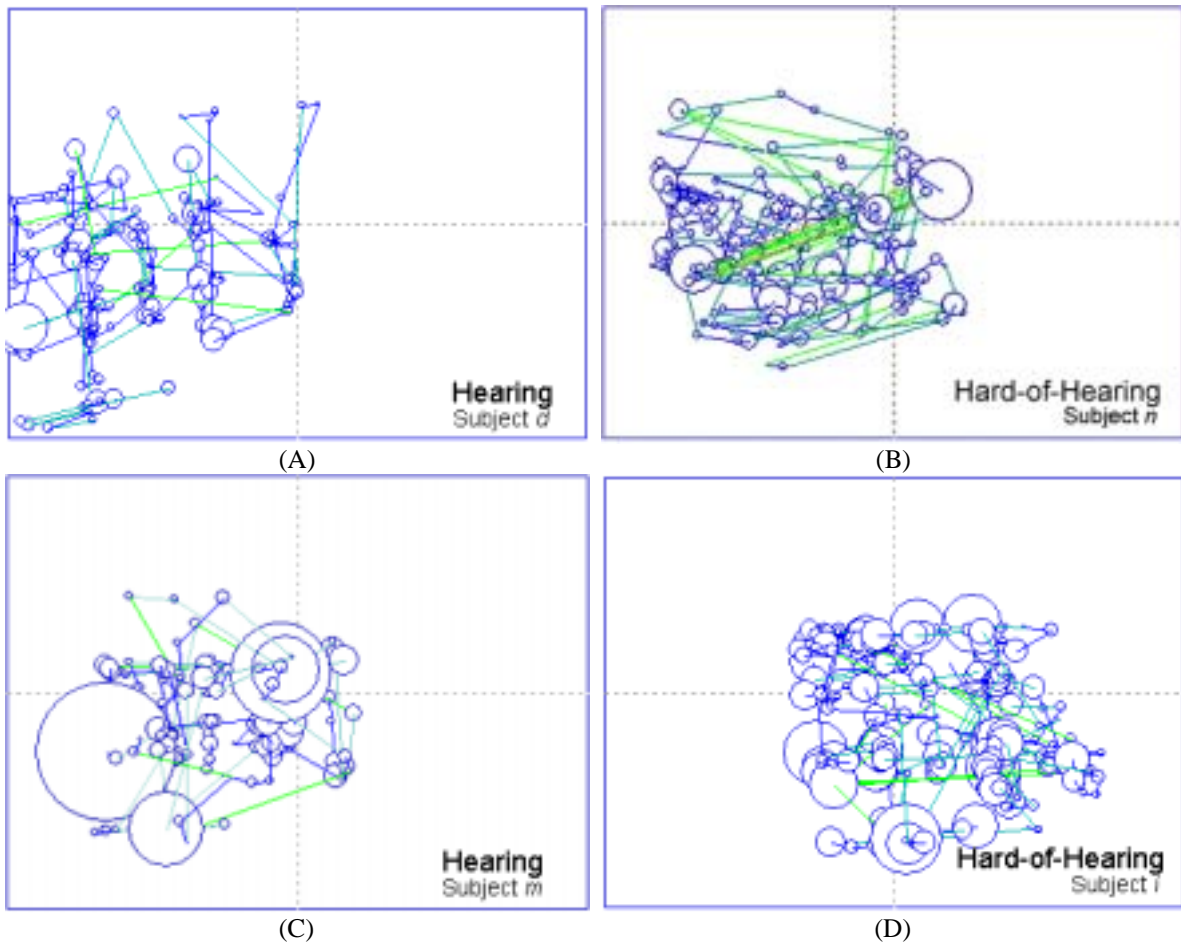 Hearing
Subject d
(A)
Hard-of-Hearing
Subject n
(B)
Hearing
Subject m
(C)
Hard-of-Hearing
Subject i
(D)